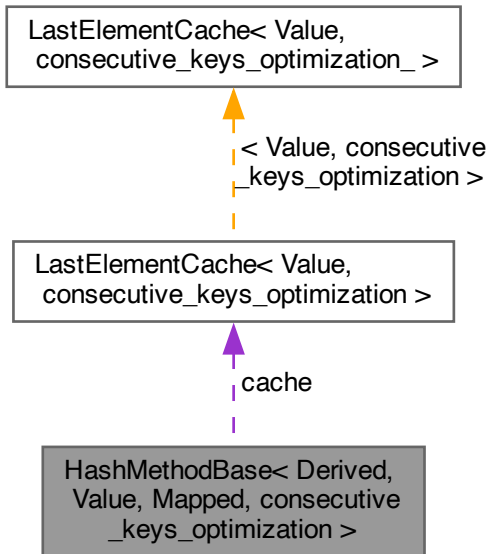 LastElementCache< Value,
consecutive_keys_optimization_ >
< Value, consecutive
_keys_optimization >
LastElementCache< Value,
consecutive_keys_optimization >
cache
HashMethodBase< Derived,
Value, Mapped, consecutive
_keys_optimization >